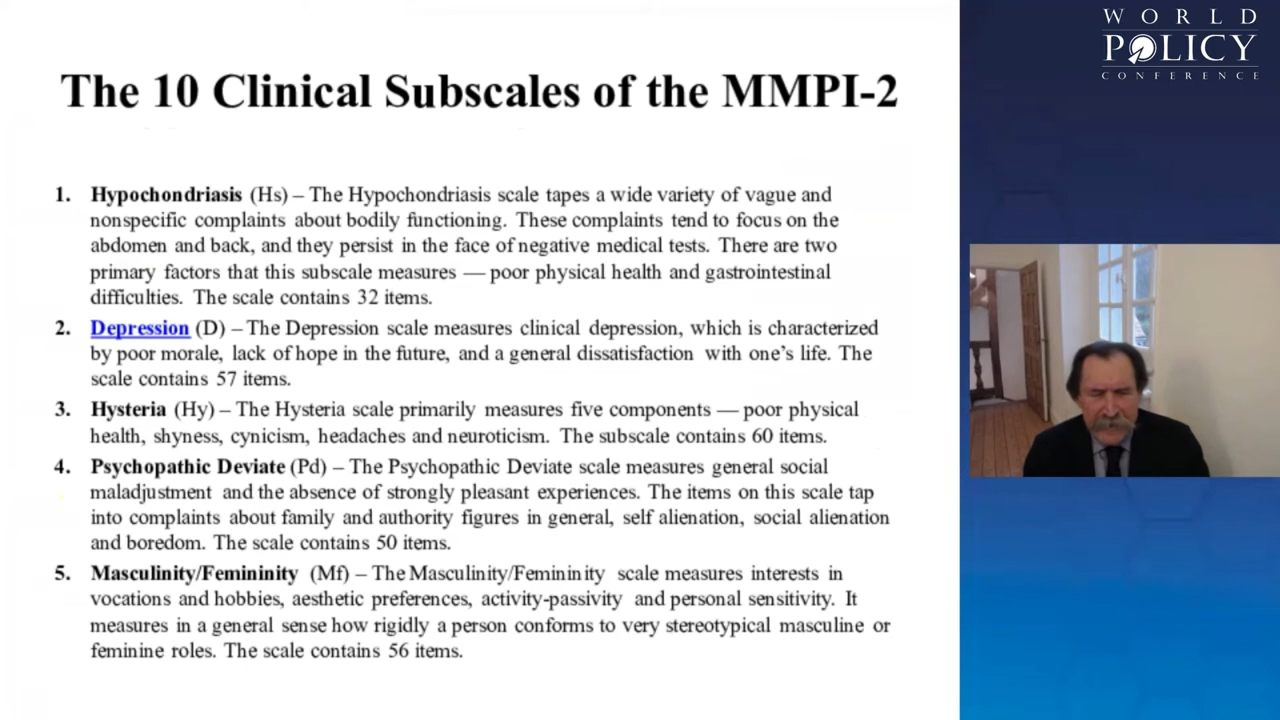 The 10 Clinical Subscales of the MMPI-2
1. Hypochondriasis (Hs) – The Hypochondriasis scale tapes a wide variety of vague and
nonspecific complaints about bodily functioning. These complaints tend to focus on the
abdomen and back, and they persist in the face of negative medical tests. There are two
primary factors that this subscale measures — poor physical health and gastrointestinal
difficulties. The scale contains 32 items.
2. Depression (D) – The Depression scale measures clinical depression, which is characterized
by poor morale, lack of hope in the future, and a general dissatisfaction with one’s life. The
scale contains 57 items.
3. Hysteria (Hy) – The Hysteria scale primarily measures five components — poor physical
health, shyness, cynicism, headaches and neuroticism. The subscale contains 60 items.
4. Psychopathic Deviate (Pd) – The Psychopathic Deviate scale measures general social
maladjustment and the absence of strongly pleasant experiences. The items on this scale tap
into complaints about family and authority figures in general, self alienation, social alienation
and boredom. The scale contains 50 items.
5. Masculinity/Femininity (Mf) – The Masculinity/Femininity scale measures interests in
vocations and hobbies, aesthetic preferences, activity-passivity and personal sensitivity. It
measures in a general sense how rigidly a person conforms to very stereotypical masculine or
feminine roles. The scale contains 56 items.
WORLD
POLICY
CONFERENCE